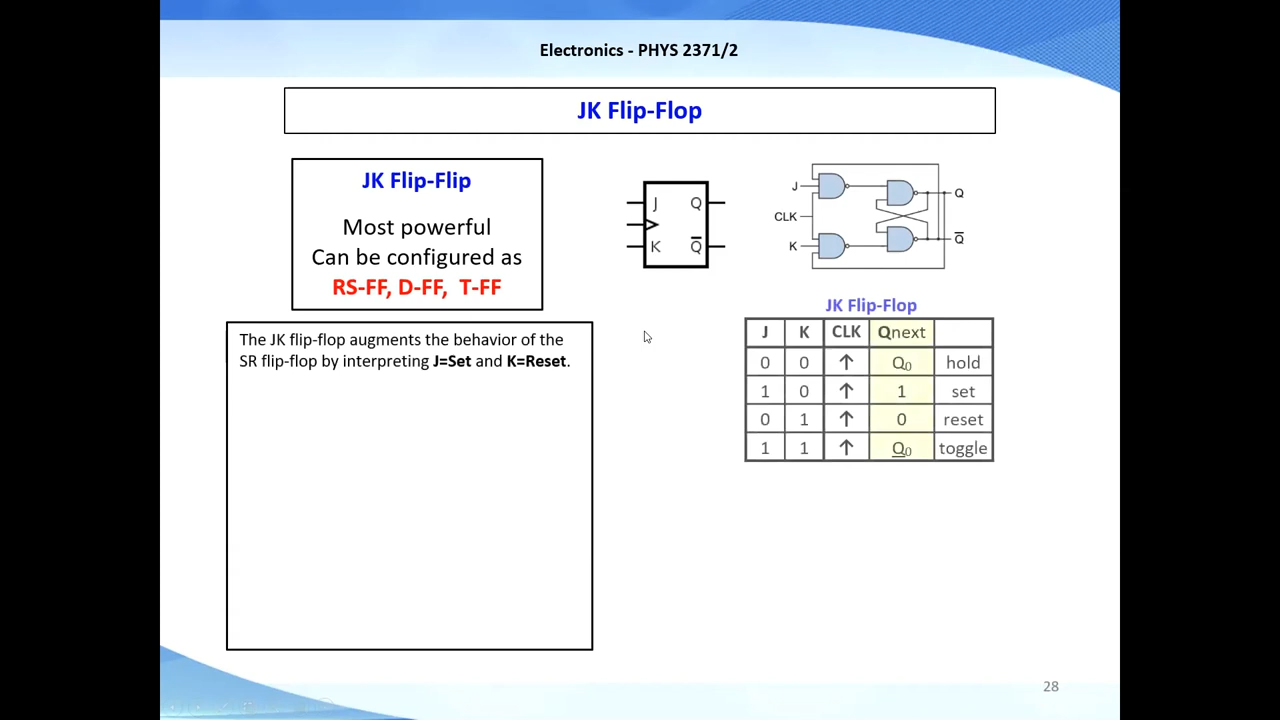 Electronics - PHYS 2371/2
JK Flip-Flop
JK Flip-Flip
Most powerful
Can be configured as
RS-FF, D-FF, T-FF
The JK flip-flop augments the behavior of the
SR flip-flop by interpreting J=Set and K=Reset.
J Q
K Q̅
J Q
CLK
K Q̅
JK Flip-Flop
J K CLK Qnext
0 0 ↑ Q₀ hold
1 0 ↑ 1 set
0 1 ↑ 0 reset
1 1 ↑ Q̲₀ toggle
28